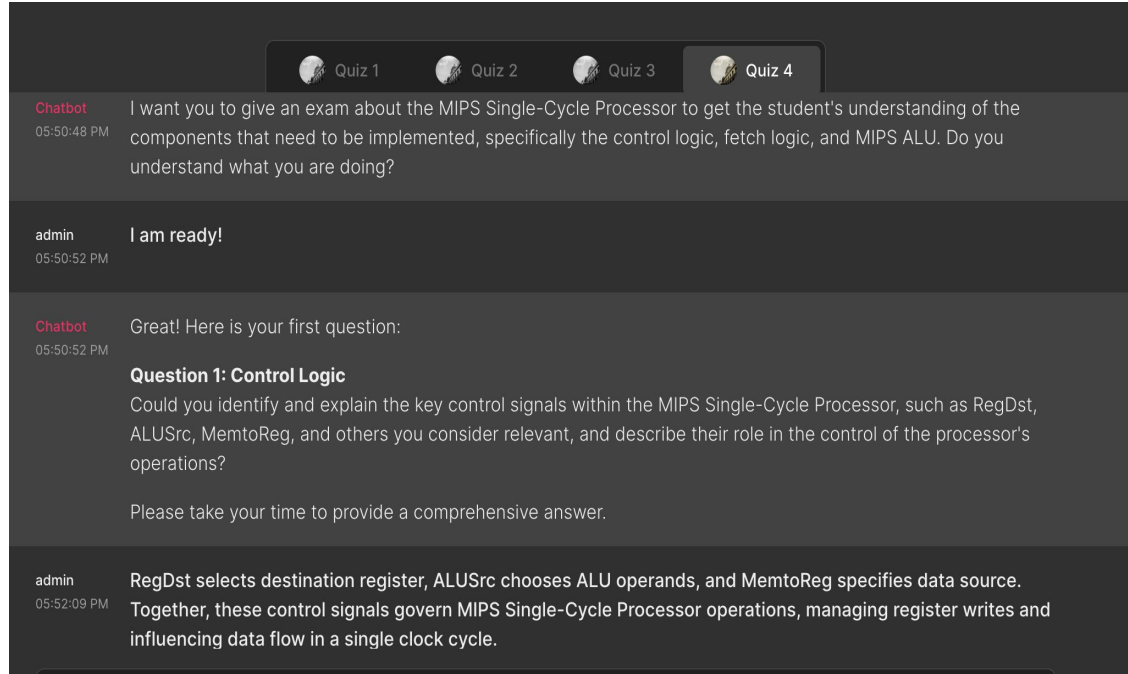 Quiz 1 Quiz 2 Quiz 3 Quiz 4
Chatbot
05:50:48 PM
I want you to give an exam about the MIPS Single-Cycle Processor to get the student's understanding of the
components that need to be implemented, specifically the control logic, fetch logic, and MIPS ALU. Do you
understand what you are doing?
admin
05:50:52 PM
I am ready!
Chatbot
05:50:52 PM
Great! Here is your first question:
Question 1: Control Logic
Could you identify and explain the key control signals within the MIPS Single-Cycle Processor, such as RegDst,
ALUSrc, MemtoReg, and others you consider relevant, and describe their role in the control of the processor's
operations?
Please take your time to provide a comprehensive answer.
admin
05:52:09 PM
RegDst selects destination register, ALUSrc chooses ALU operands, and MemtoReg specifies data source.
Together, these control signals govern MIPS Single-Cycle Processor operations, managing register writes and
influencing data flow in a single clock cycle.